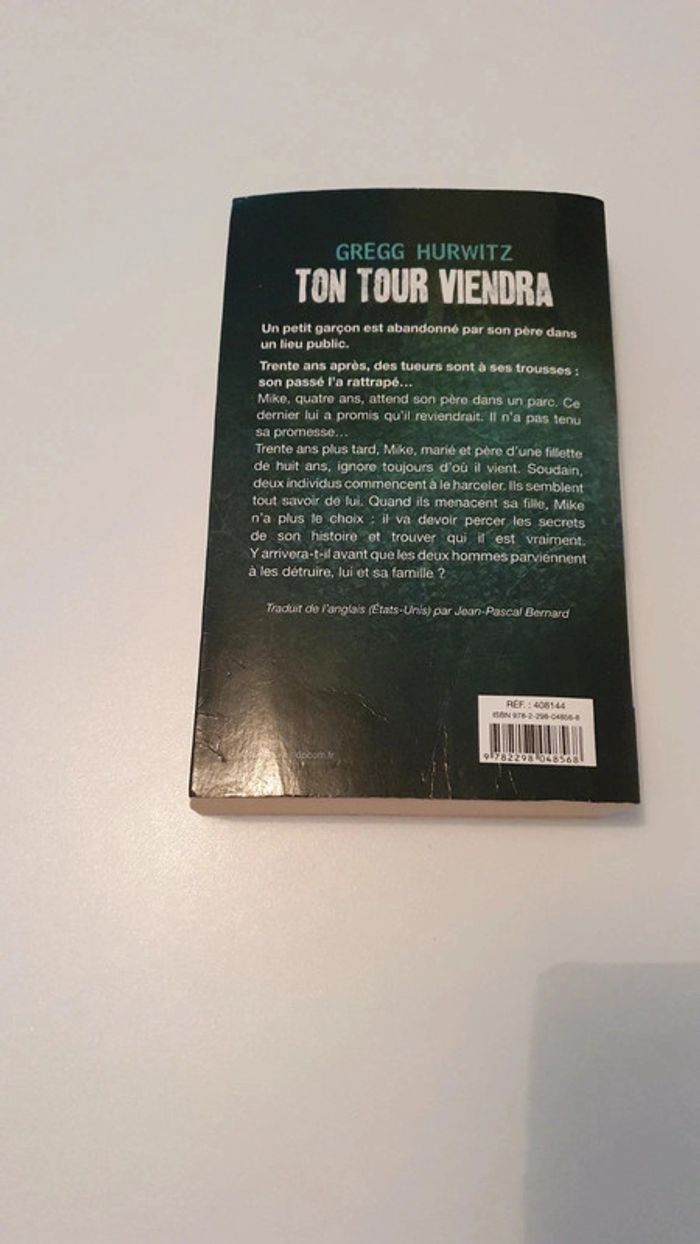 GREGG HURWITZ
TON TOUR VIENDRA
Un petit garçon est abandonné par son père dans
un lieu public.
Trente ans après, des tueurs sont à ses trousses :
son passé l'a rattrapé...
Mike, quatre ans, attend son père dans un parc. Ce
dernier lui a promis qu'il reviendrait. Il n'a pas tenu
sa promesse...
Trente ans plus tard, Mike, marié et père d'une fillette
de huit ans, ignore toujours d'où il vient. Soudain,
deux individus commencent à le harceler. Ils semblent
tout savoir de lui. Quand ils menacent sa fille, Mike
n'a plus le choix : il va devoir percer les secrets
de son histoire et trouver qui il est vraiment.
Y arrivera-t-il avant que les deux hommes parviennent
à les détruire, lui et sa famille ?
Traduit de l'anglais (États-Unis) par Jean-Pascal Bernard
RÉF. : 408144
ISBN 978-2-298-04856-8
9 782298 048568